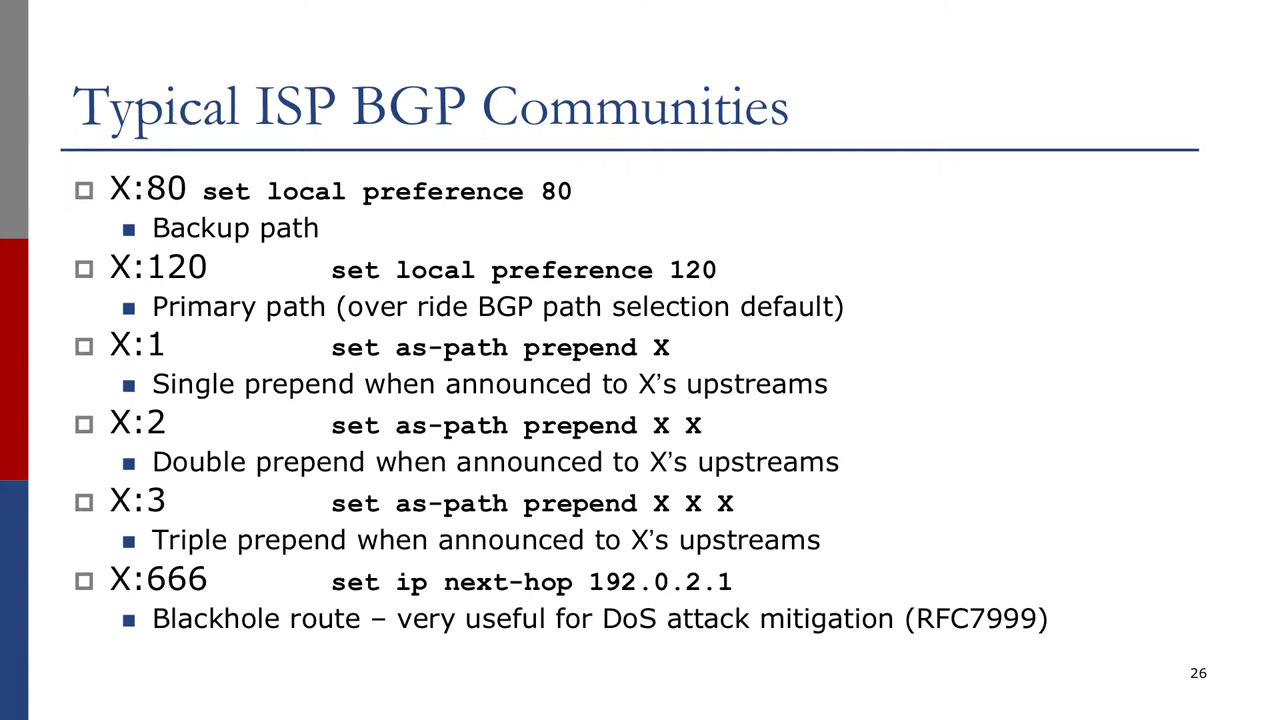 Typical ISP BGP Communities
X:80 set local preference 80
Backup path
X:120 set local preference 120
Primary path (over ride BGP path selection default)
X:1 set as-path prepend X
Single prepend when announced to X's upstreams
X:2 set as-path prepend X X
Double prepend when announced to X's upstreams
X:3 set as-path prepend X X X
Triple prepend when announced to X's upstreams
X:666 set ip next-hop 192.0.2.1
Blackhole route – very useful for DoS attack mitigation (RFC7999)
26